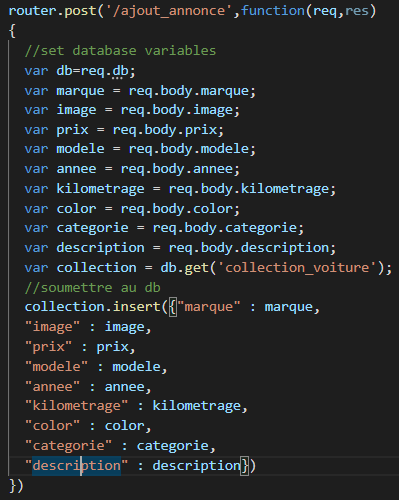 router.post('/ajout_annonce',function(req,res)
{
//set database variables
var db=req.db;
var marque = req.body.marque;
var image = req.body.image;
var prix = req.body.prix;
var modele = req.body.modele;
var annee = req.body.annee;
var kilometrage = req.body.kilometrage;
var color = req.body.color;
var categorie = req.body.categorie;
var description = req.body.description;
var collection = db.get('collection_voiture');
//soumettre au db
collection.insert({"marque" : marque,
"image" : image,
"prix" : prix,
"modele" : modele,
"annee" : annee,
"kilometrage" : kilometrage,
"color" : color,
"categorie" : categorie,
"description" : description})
})